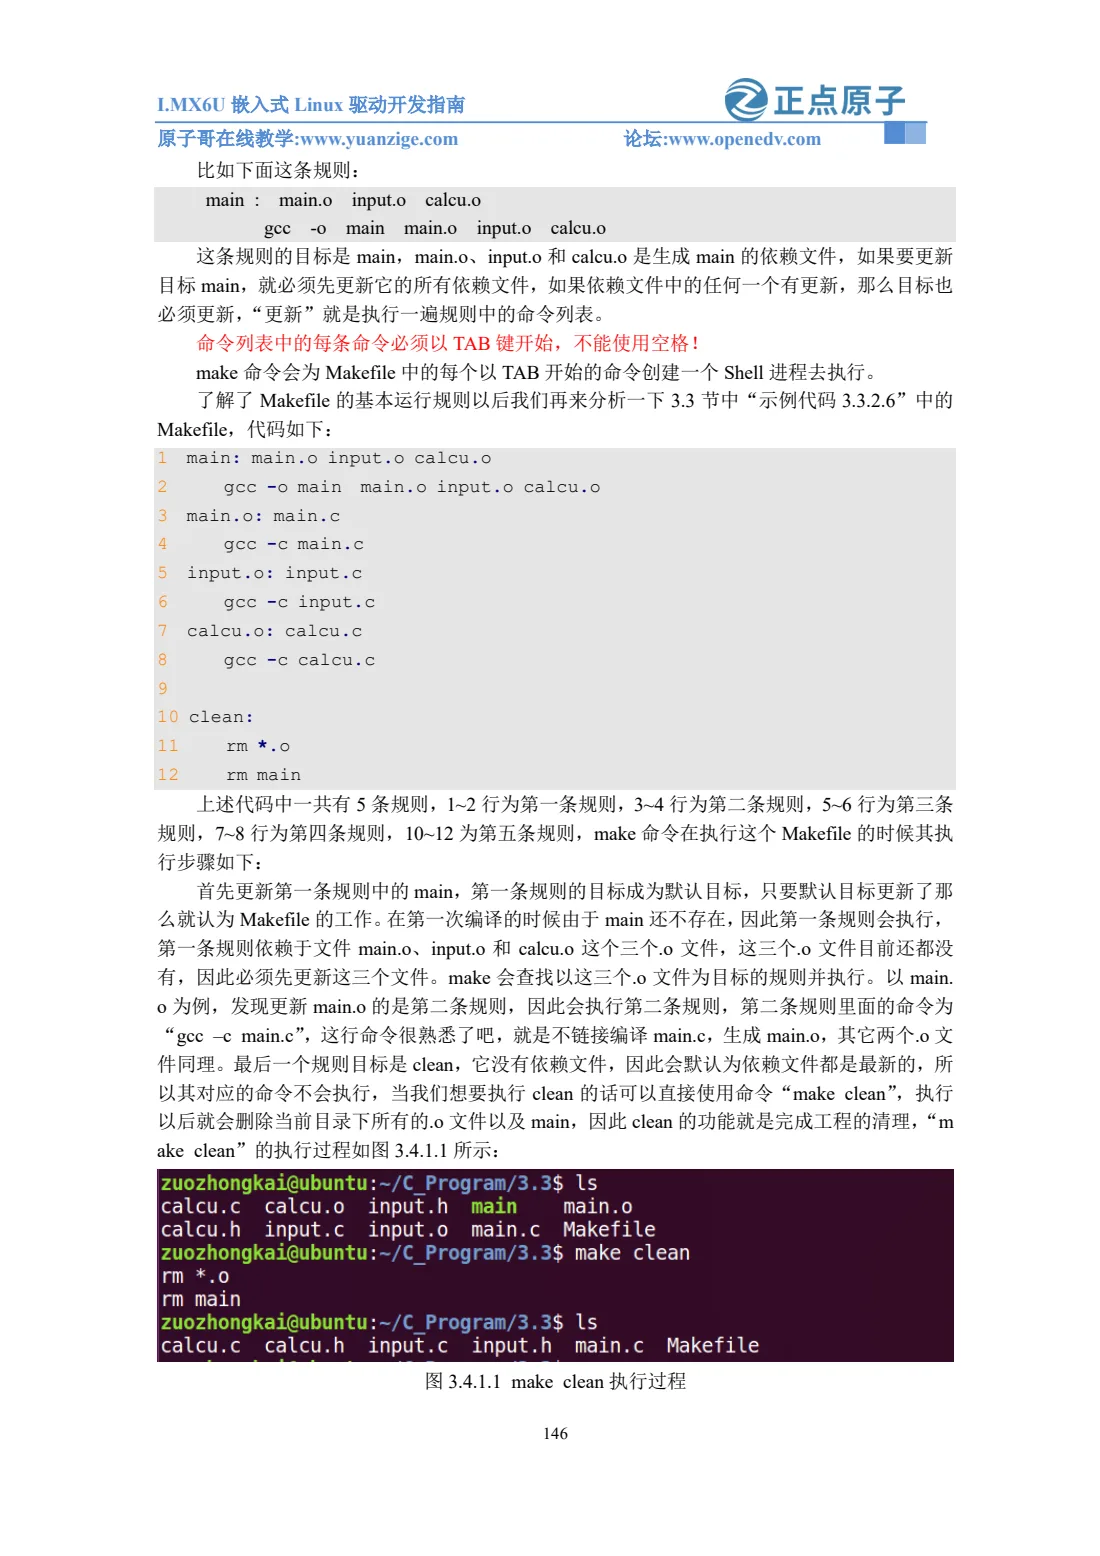 I.MX6U 嵌入式 Linux 驱动开发指南
正点原子
原子哥在线教学:www.yuanzige.com 论坛:www.openedv.com
比如下面这条规则：
main : main.o input.o calcu.o
gcc -o main main.o input.o calcu.o
这条规则的目标是 main，main.o、input.o 和 calcu.o 是生成 main 的依赖文件，如果要更新
目标 main，就必须先更新它的所有依赖文件，如果依赖文件中的任何一个有更新，那么目标也
必须更新，“更新”就是执行一遍规则中的命令列表。
命令列表中的每条命令必须以 TAB 键开始，不能使用空格！
make 命令会为 Makefile 中的每个以 TAB 开始的命令创建一个 Shell 进程去执行。
了解了 Makefile 的基本运行规则以后我们再来分析一下 3.3 节中“示例代码 3.3.2.6”中的
Makefile，代码如下：
1 main: main.o input.o calcu.o
2 gcc -o main main.o input.o calcu.o
3 main.o: main.c
4 gcc -c main.c
5 input.o: input.c
6 gcc -c input.c
7 calcu.o: calcu.c
8 gcc -c calcu.c
9
10 clean:
11 rm *.o
12 rm main
上述代码中一共有 5 条规则，1~2 行为第一条规则，3~4 行为第二条规则，5~6 行为第三条
规则，7~8 行为第四条规则，10~12 为第五条规则，make 命令在执行这个 Makefile 的时候其执
行步骤如下：
首先更新第一条规则中的 main，第一条规则的目标成为默认目标，只要默认目标更新了那
么就认为 Makefile 的工作。在第一次编译的时候由于 main 还不存在，因此第一条规则会执行，
第一条规则依赖于文件 main.o、input.o 和 calcu.o 这个三个.o 文件，这三个.o 文件目前还都没
有，因此必须先更新这三个文件。make 会查找以这三个.o 文件为目标的规则并执行。以 main.
o 为例，发现更新 main.o 的是第二条规则，因此会执行第二条规则，第二条规则里面的命令为
“gcc –c main.c”，这行命令很熟悉了吧，就是不链接编译 main.c，生成 main.o，其它两个.o 文
件同理。最后一个规则目标是 clean，它没有依赖文件，因此会默认为依赖文件都是最新的，所
以其对应的命令不会执行，当我们想要执行 clean 的话可以直接使用命令“make clean”，执行
以后就会删除当前目录下所有的.o 文件以及 main，因此 clean 的功能就是完成工程的清理，“m
ake clean”的执行过程如图 3.4.1.1 所示：
zuozhongkai@ubuntu:~/C_Program/3.3$ ls
calcu.c calcu.o input.h main main.o
calcu.h input.c input.o main.c Makefile
zuozhongkai@ubuntu:~/C_Program/3.3$ make clean
rm *.o
rm main
zuozhongkai@ubuntu:~/C_Program/3.3$ ls
calcu.c calcu.h input.c input.h main.c Makefile
图 3.4.1.1 make clean 执行过程
146